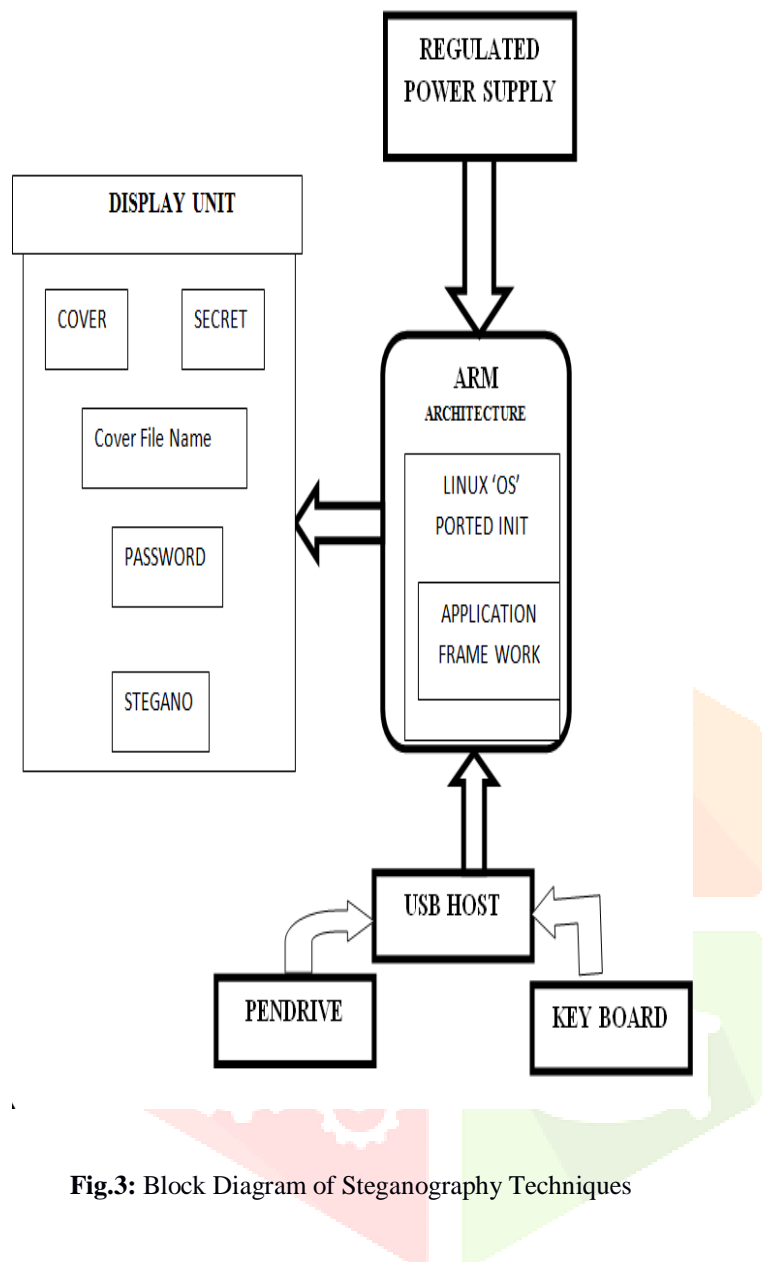 REGULATED
POWER SUPPLY
DISPLAY UNIT
COVER
SECRET
Cover File Name
PASSWORD
STEGANO
ARM
ARCHITECTURE
LINUX ‘OS’
PORTED INIT
APPLICATION
FRAME WORK
USB HOST
PENDRIVE
KEY BOARD
Fig.3: Block Diagram of Steganography Techniques